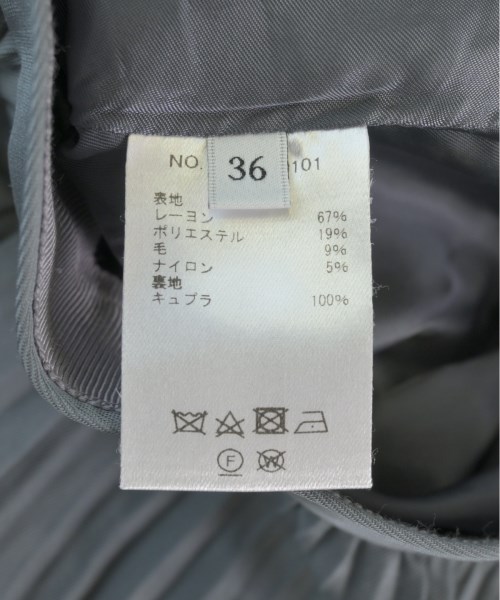 NO. 101
36
表地
レーヨン 67%
ポリエステル 19%
毛 9%
ナイロン 5%
裏地
キュプラ 100%
F W